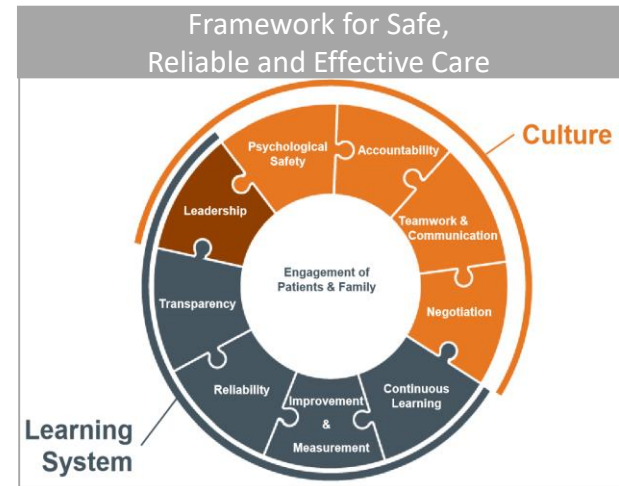 Framework for Safe,
Reliable and Effective Care
Culture
Psychological
Safety
Accountability
Leadership
Teamwork &
Communication
Engagement of
Patients & Family
Transparency
Negotiation
Reliability
Improvement
&
Measurement
Continuous
Learning
Learning
System